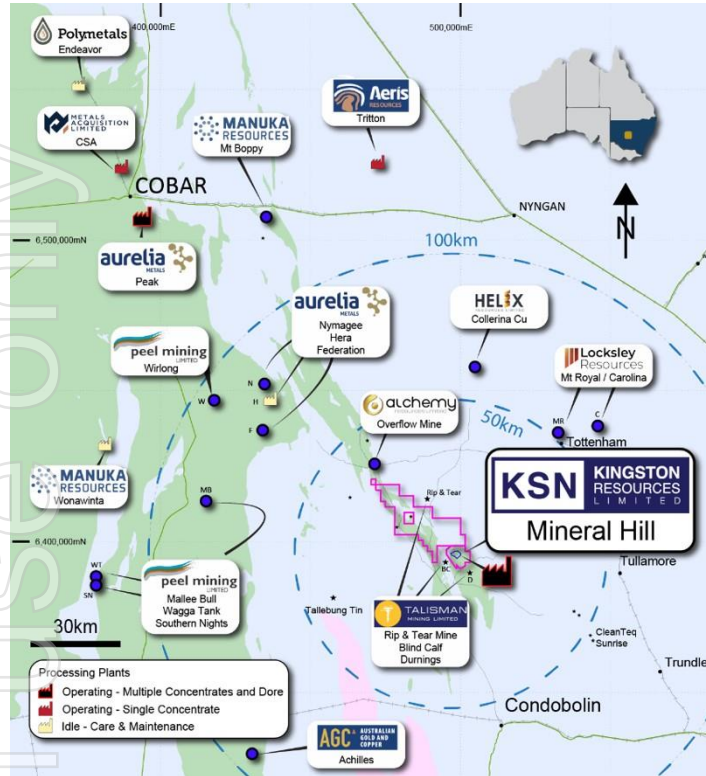 400,000mE
500,000mE
Polymetals
Endeavor
METALS
ACQUISITION
LIMITED
CSA
MANUKA
RESOURCES
Mt Boppy
Aeris
RESOURCES
Tritton
COBAR
NYNGAN
N
6,500,000mN
100km
aurelia
METALS
Peak
aurelia
METALS
Nymagee
Hera
Federation
HELIX
Collerina Cu
peel mining
LIMITED
Wirlong
Locksley
Resources
Mt Royal / Carolina
N
W
H
F
alchemy
Overflow Mine
50km
MR
C
Tottenham
MANUKA
RESOURCES
Wonawinta
MB
Rip & Tear
KSN
KINGSTON
RESOURCES
LIMITED
Mineral Hill
6,400,000mN
WT
SN
peel mining
LIMITED
Mallee Bull
Wagga Tank
Southern Nights
BC
D
Tullamore
Tallebung Tin
TALISMAN
MINING LIMITED
Rip & Tear Mine
Blind Calf
Durnings
CleanTeq
Sunrise
Trundle
30km
Processing Plants
Operating - Multiple Concentrates and Dore
Operating - Single Concentrate
Idle - Care & Maintenance
Condobolin
AGC
AUSTRALIAN
GOLD AND
COPPER
Achilles